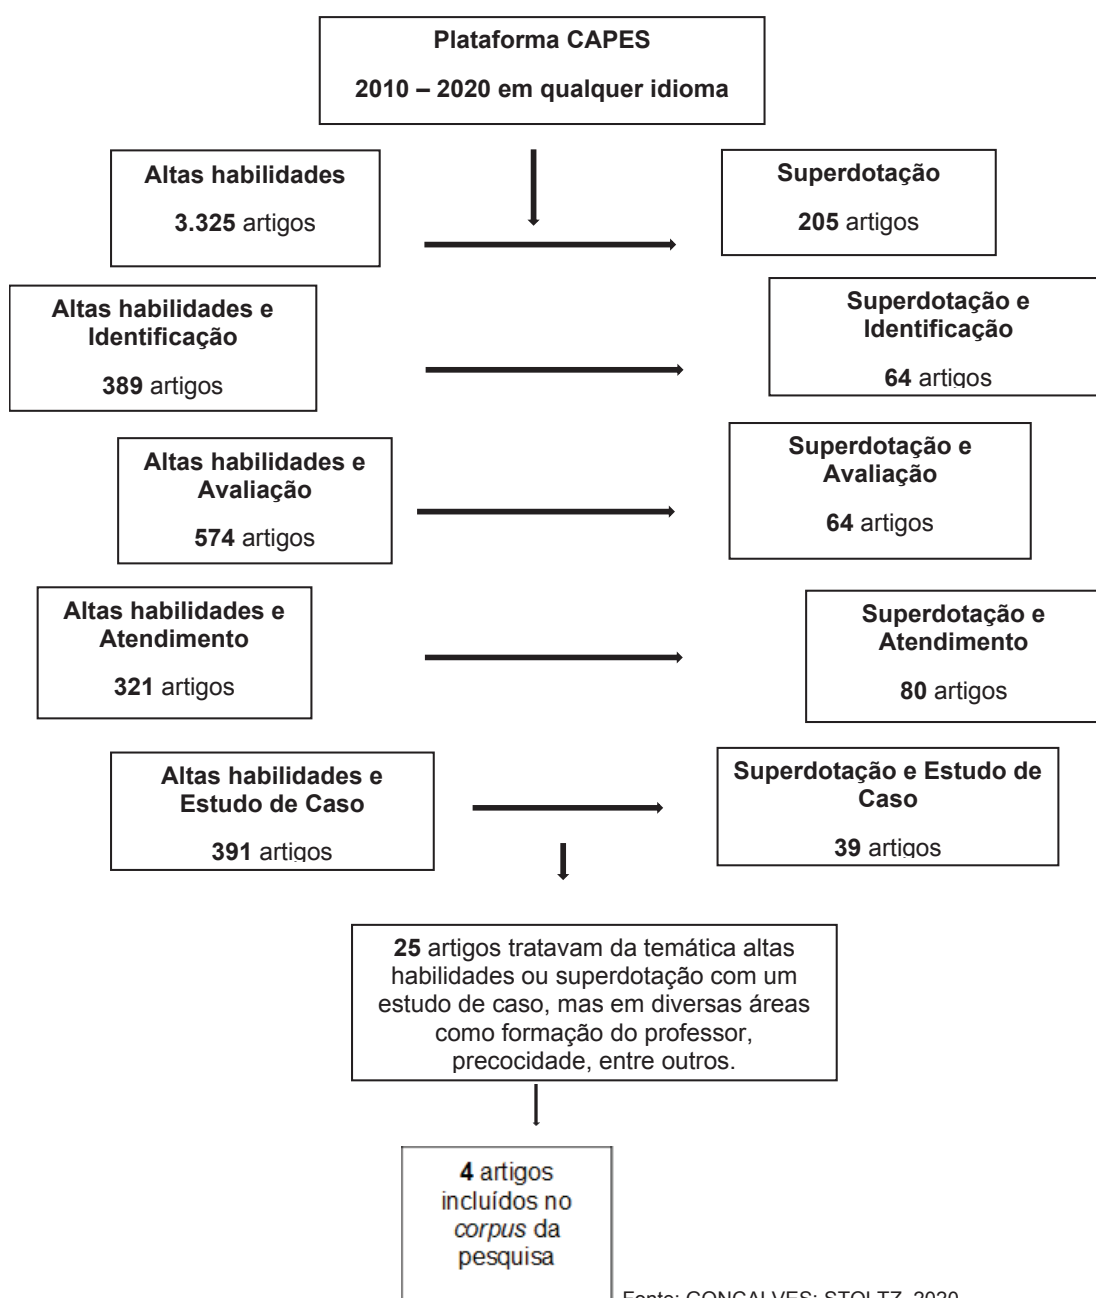 Plataforma CAPES
2010 – 2020 em qualquer idioma
Altas habilidades
3.325 artigos
Superdotação
205 artigos
Altas habilidades e
Identificação
389 artigos
Superdotação e
Identificação
64 artigos
Altas habilidades e
Avaliação
574 artigos
Superdotação e
Avaliação
64 artigos
Altas habilidades e
Atendimento
321 artigos
Superdotação e
Atendimento
80 artigos
Altas habilidades e
Estudo de Caso
391 artigos
Superdotação e Estudo de
Caso
39 artigos
25 artigos tratavam da temática altas
habilidades ou superdotação com um
estudo de caso, mas em diversas áreas
como formação do professor,
precocidade, entre outros.
4 artigos
incluídos no
corpus da
pesquisa
Fonte: GONÇALVES; STOLTZ, 2020